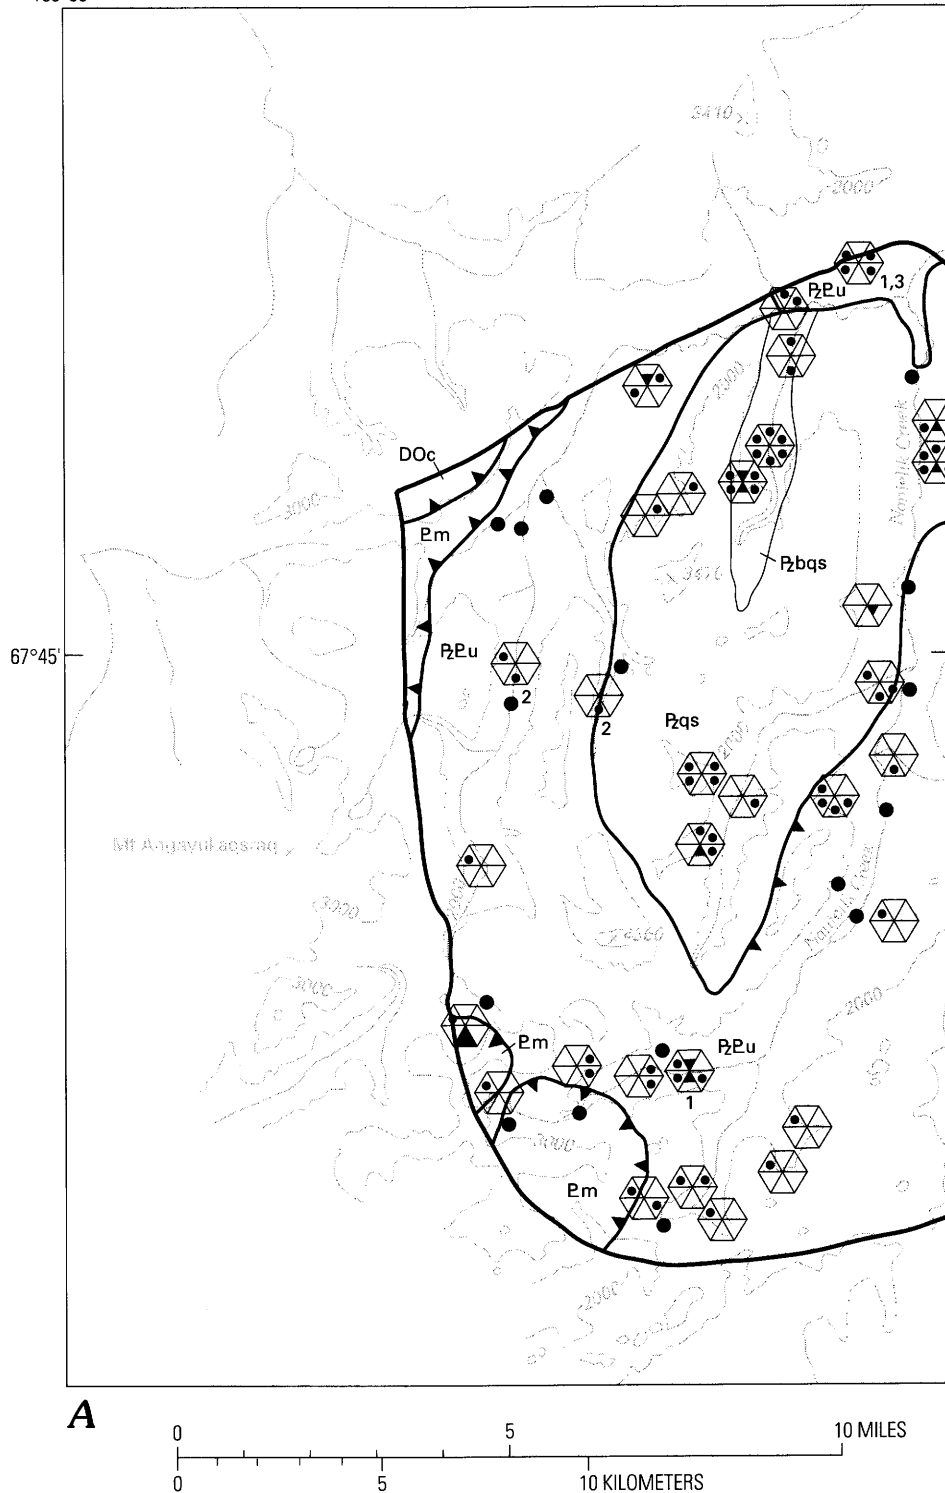 3410
2000
1,3
PzPu
2500
DOc
Nanielik Creek
3000
Pm
Pzbqs
PzPu
67°45'
2
2
Pzqs
2000
Mt Angayukaqsraq
3000
4360
3000
2000
Pm
PzPu
1
3000
Pm
2000
A
0 5 10 MILES
0 5 10 KILOMETERS